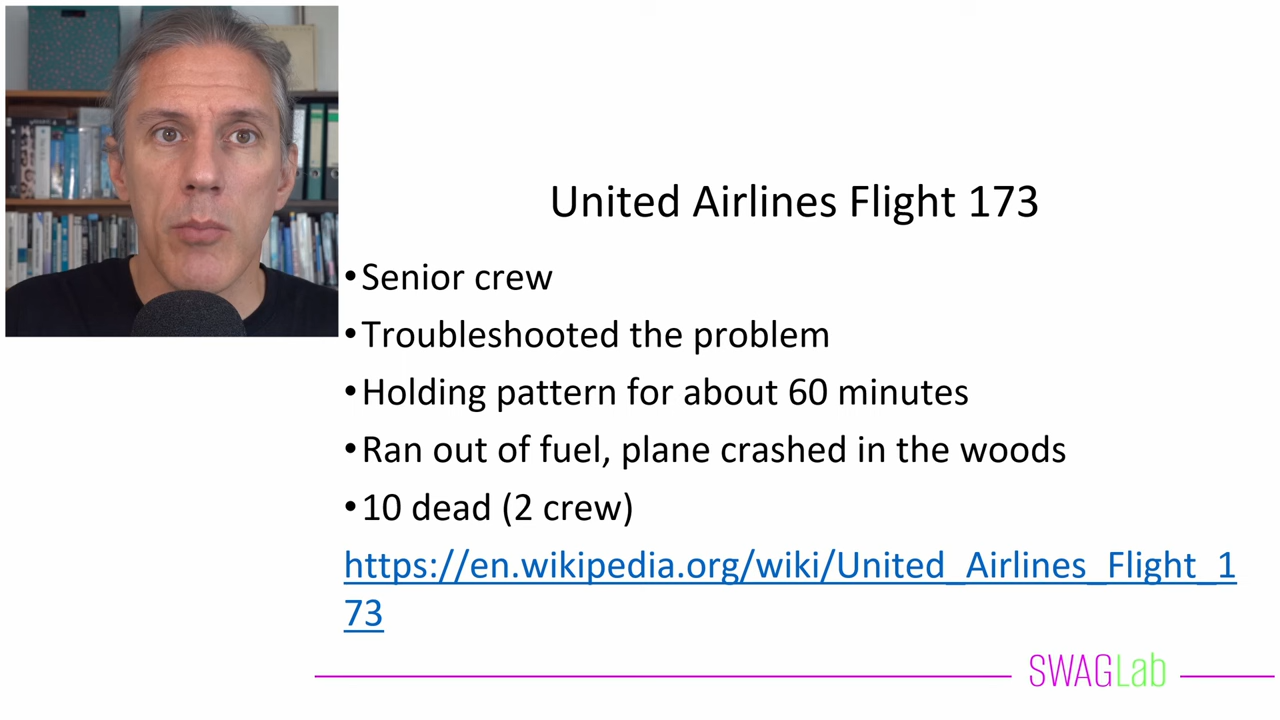 United Airlines Flight 173
•Senior crew
•Troubleshooted the problem
•Holding pattern for about 60 minutes
•Ran out of fuel, plane crashed in the woods
•10 dead (2 crew)
https://en.wikipedia.org/wiki/United_Airlines_Flight_1
73
SWAGLab